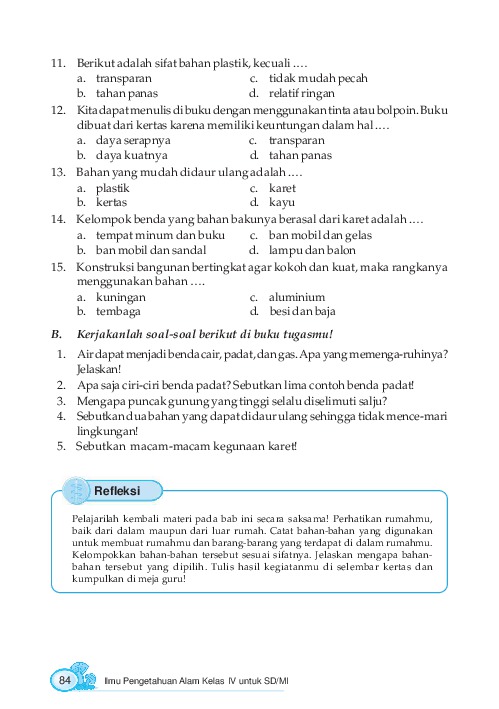 11. Berikut adalah sifat bahan plastik, kecuali ….
a. transparan c. tidak mudah pecah
b. tahan panas d. relatif ringan
12. Kita dapat menulis di buku dengan menggunakan tinta atau bolpoin. Buku
dibuat dari kertas karena memiliki keuntungan dalam hal ….
a. daya serapnya c. transparan
b. daya kuatnya d. tahan panas
13. Bahan yang mudah didaur ulang adalah ….
a. plastik c. karet
b. kertas d. kayu
14. Kelompok benda yang bahan bakunya berasal dari karet adalah ….
a. tempat minum dan buku c. ban mobil dan gelas
b. ban mobil dan sandal d. lampu dan balon
15. Konstruksi bangunan bertingkat agar kokoh dan kuat, maka rangkanya
menggunakan bahan ….
a. kuningan c. aluminium
b. tembaga d. besi dan baja
B. Kerjakanlah soal-soal berikut di buku tugasmu!
1. Air dapat menjadi benda cair, padat, dan gas. Apa yang memenga-ruhinya?
Jelaskan!
2. Apa saja ciri-ciri benda padat? Sebutkan lima contoh benda padat!
3. Mengapa puncak gunung yang tinggi selalu diselimuti salju?
4. Sebutkan dua bahan yang dapat didaur ulang sehingga tidak mence-mari
lingkungan!
5. Sebutkan macam-macam kegunaan karet!
Refleksi
Pelajarilah kembali materi pada bab ini secara saksama! Perhatikan rumahmu,
baik dari dalam maupun dari luar rumah. Catat bahan-bahan yang digunakan
untuk membuat rumahmu dan barang-barang yang terdapat di dalam rumahmu.
Kelompokkan bahan-bahan tersebut sesuai sifatnya. Jelaskan mengapa bahan-
bahan tersebut yang dipilih. Tulis hasil kegiatanmu di selembar kertas dan
kumpulkan di meja guru!
84 Ilmu Pengetahuan Alam Kelas IV untuk SD/MI